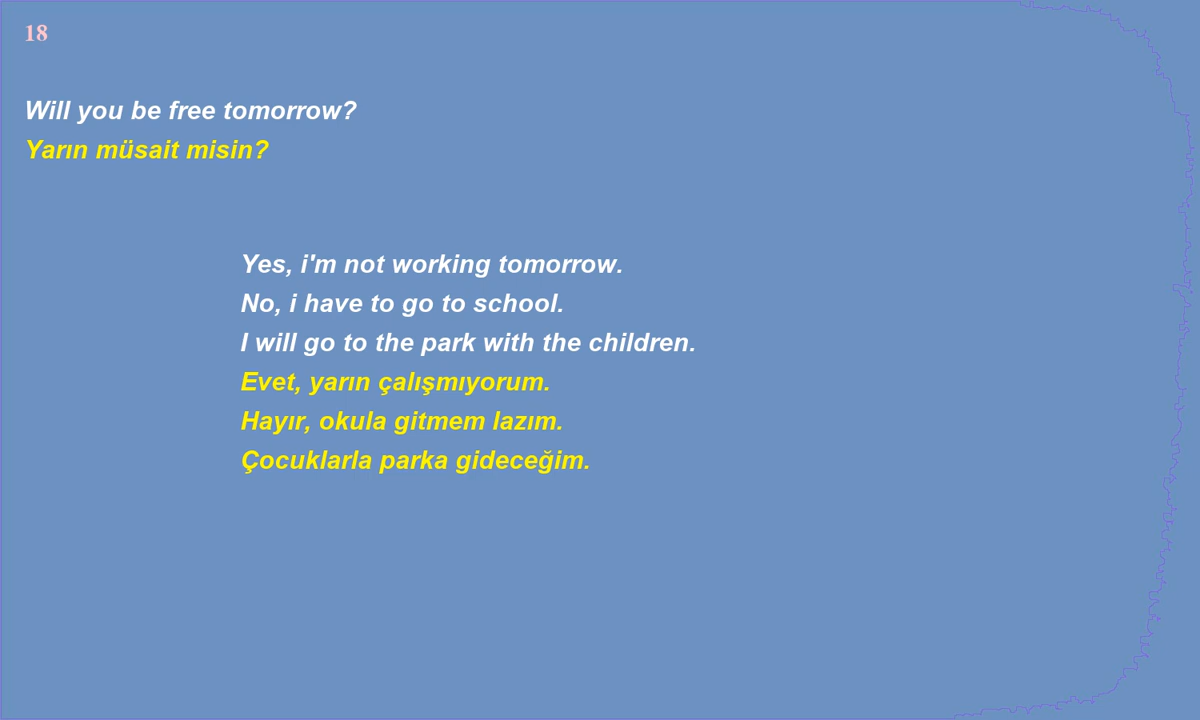 18
Will you be free tomorrow?
Yarın müsait misin?
Yes, i'm not working tomorrow.
No, i have to go to school.
I will go to the park with the children.
Evet, yarın çalışmıyorum.
Hayır, okula gitmem lazım.
Çocuklarla parka gideceğim.